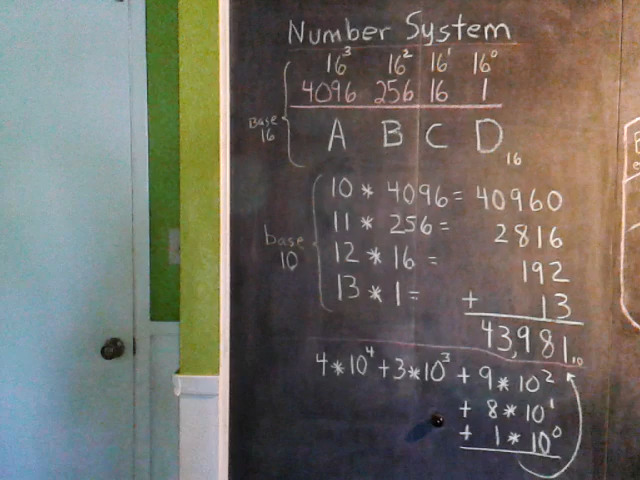 Number System
16³ 16² 16¹ 16⁰
4096 256 16 1
Base 16
A B C D₁₆
base 10
10 * 4096 = 40960
11 * 256 = 2816
12 * 16 = 192
13 * 1 = + 13
43,981₁₀
4*10⁴ + 3*10³ + 9*10²
+ 8*10¹
+ 1*10⁰